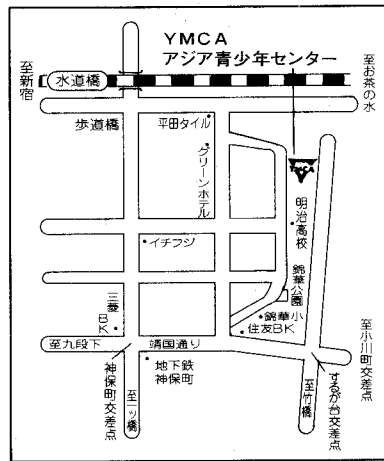 YMCA
アジア青少年センター
至新宿
水道橋
至お茶の水
歩道橋
平田タイル
グリーンホテル
YMCA
明治高校
イチフジ
錦華公園
三菱BK
錦華小
住友BK
至九段下
靖国通り
至小川町交差点
地下鉄
神保町
神保町交差点
至一ッ橋
至竹橋
するが台交差点